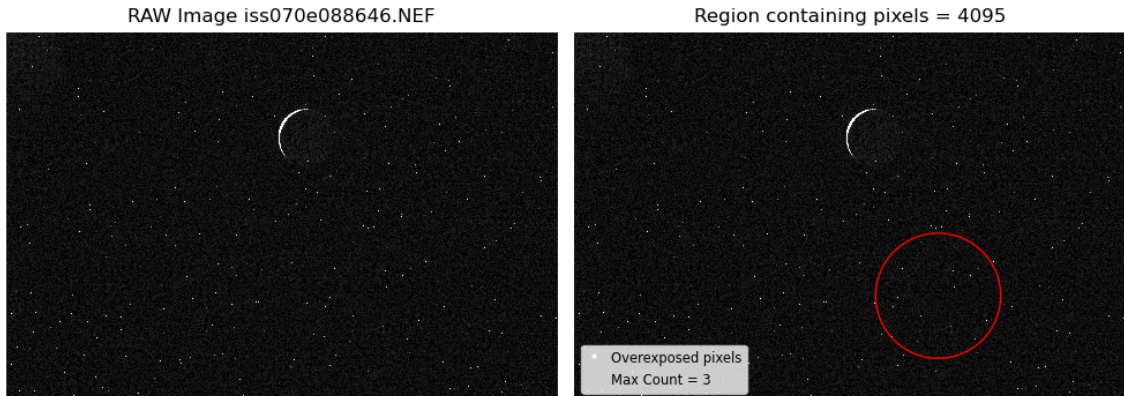 RAW Image iss070e088646.NEF
Region containing pixels = 4095
Overexposed pixels
Max Count = 3